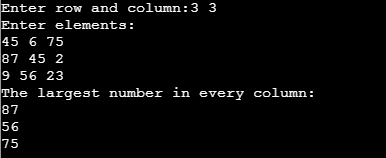 Enter row and column:3 3
Enter elements:
45 6 75
87 45 2
9 56 23
The largest number in every column:
87
56
75